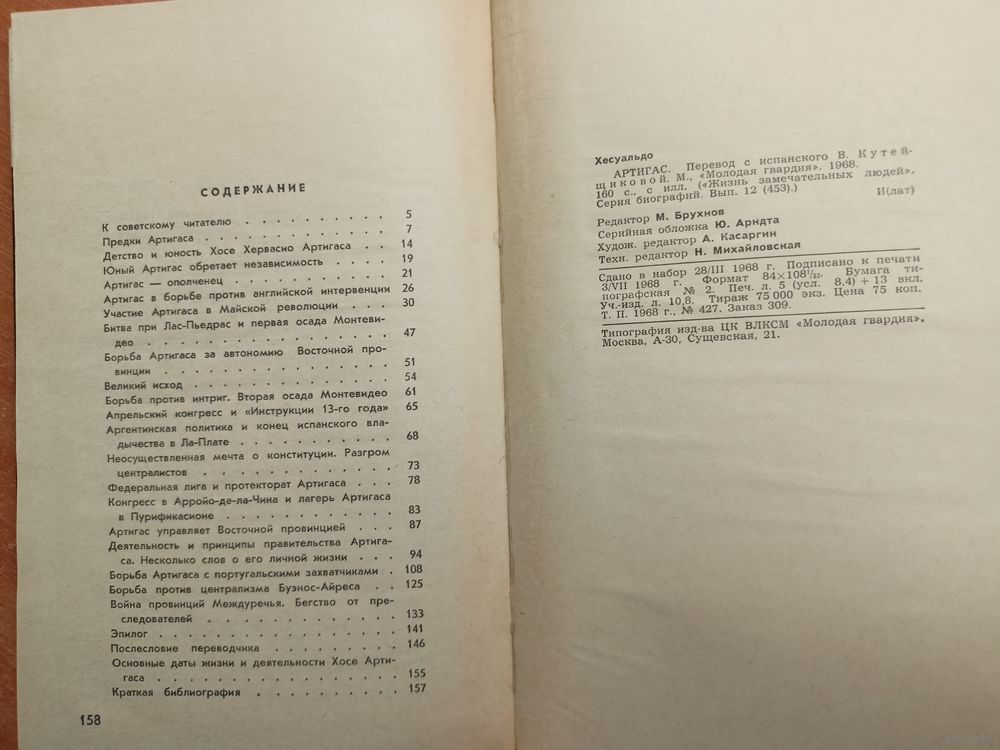 СОДЕРЖАНИЕ
К советскому читателю . . . . . . . . . . 5
Предки Артигаса . . . . . . . . . . . . 7
Детство и юность Хосе Хервасио Артигаса . . 14
Юный Артигас обретает независимость . . . . 19
Артигас — ополченец . . . . . . . . . . 21
Артигас в борьбе против английской интервенции 26
Участие Артигаса в Майской революции . . . 30
Битва при Лас-Пьедрас и первая осада Монтеви-
део . . . . . . . . . . . . . . . . 47
Борьба Артигаса за автономию Восточной про-
винции . . . . . . . . . . . . . . . 51
Великий исход . . . . . . . . . . . . . 54
Борьба против интриг. Вторая осада Монтевидео 61
Апрельский конгресс и «Инструкции 13-го года» 65
Аргентинская политика и конец испанского вла-
дычества в Ла-Плате . . . . . . . . . . 68
Неосуществленная мечта о конституции. Разгром
централистов . . . . . . . . . . . . 73
Федеральная лига и протекторат Артигаса . . . 78
Конгресс в Арройо-де-ла-Чина и лагерь Артигаса
в Пурификасионе . . . . . . . . . . . 83
Артигас управляет Восточной провинцией . . . 87
Деятельность и принципы правительства Артига-
са. Несколько слов о его личной жизни . . . 94
Борьба Артигаса с португальскими захватчиками . 108
Борьба против централизма Буэнос-Айреса . . 125
Война провинций Междуречья. Бегство от пре-
следователей . . . . . . . . . . . . 133
Эпилог . . . . . . . . . . . . . . . 141
Послесловие переводчика . . . . . . . . . 146
Основные даты жизни и деятельности Хосе Арти-
гаса . . . . . . . . . . . . . . . . 155
Краткая библиография . . . . . . . . . . 157
158
Хесуальдо
АРТИГАС. Перевод с испанского В. Кутей-
щиковой. М., «Молодая гвардия». 1968.
160 с., с илл. («Жизнь замечательных людей».
Серия биографий. Вып. 12 (453).)
И(лат)
Редактор М. Брухнов
Серийная обложка Ю. Арндта
Худож. редактор А. Касаргин
Техн. редактор Н. Михайловская
Сдано в набор 28/III 1968 г. Подписано к печати
3/VII 1968 г. Формат 84×108¹/₃₂. Бумага ти-
пографская № 2. Печ. л. 5 (усл. 8.4) + 13 вкл.
Уч.-изд. л. 10,8. Тираж 75 000 экз. Цена 75 коп.
Т. П. 1968 г., № 427. Заказ 309.
Типография изд-ва ЦК ВЛКСМ «Молодая гвардия».
Москва, А-30, Сущевская, 21.